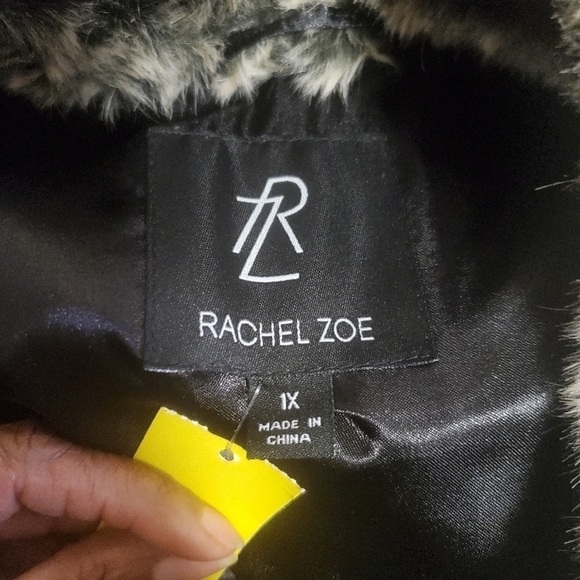 RZ
RACHEL ZOE
1X
MADE IN
CHINA